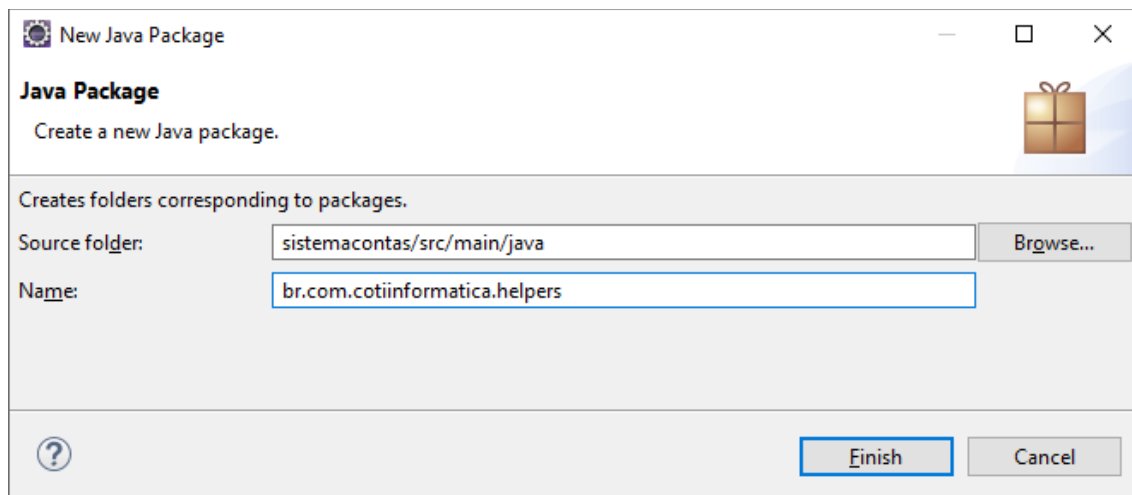 New Java Package
Java Package
Create a new Java package.
Creates folders corresponding to packages.
Source folder: sistemacontas/src/main/java Browse...
Name: br.com.cotiinformatica.helpers
? Finish Cancel